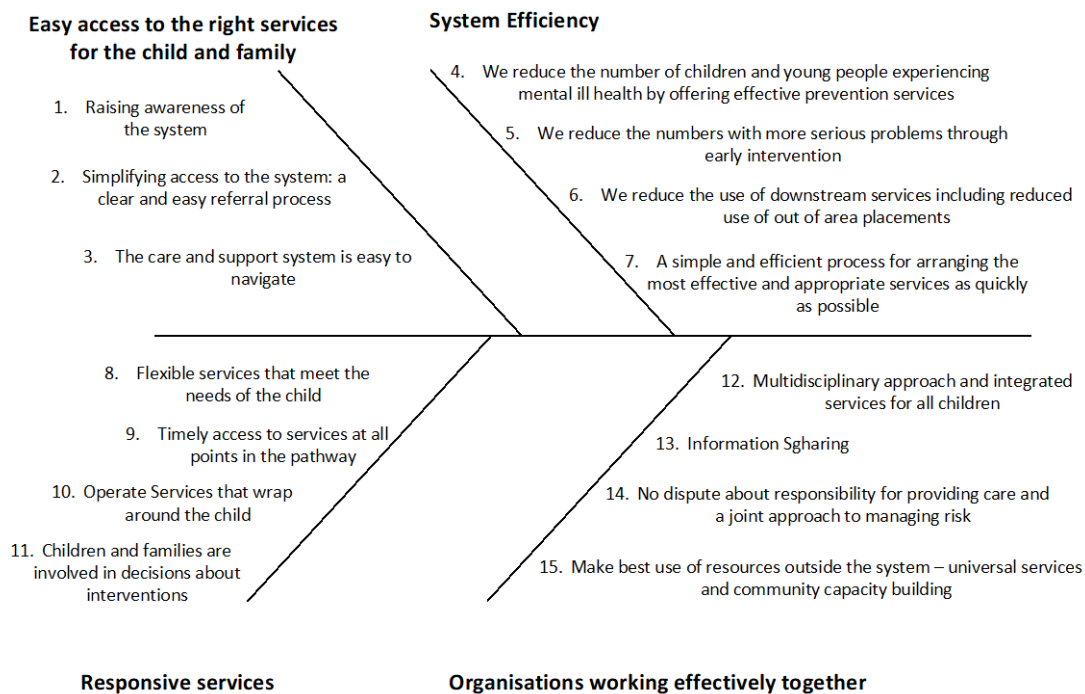 Easy access to the right services
for the child and family
1. Raising awareness of
the system
2. Simplifying access to the system: a
clear and easy referral process
3. The care and support system is easy to
navigate
System Efficiency
4. We reduce the number of children and young people experiencing
mental ill health by offering effective prevention services
5. We reduce the numbers with more serious problems through
early intervention
6. We reduce the use of downstream services including reduced
use of out of area placements
7. A simple and efficient process for arranging the
most effective and appropriate services as quickly
as possible
8. Flexible services that meet the
needs of the child
9. Timely access to services at all
points in the pathway
10. Operate Services that wrap
around the child
11. Children and families are
involved in decisions about
interventions
Responsive services
12. Multidisciplinary approach and integrated
services for all children
13. Information Sgharing
14. No dispute about responsibility for providing care and
a joint approach to managing risk
15. Make best use of resources outside the system – universal services
and community capacity building
Organisations working effectively together